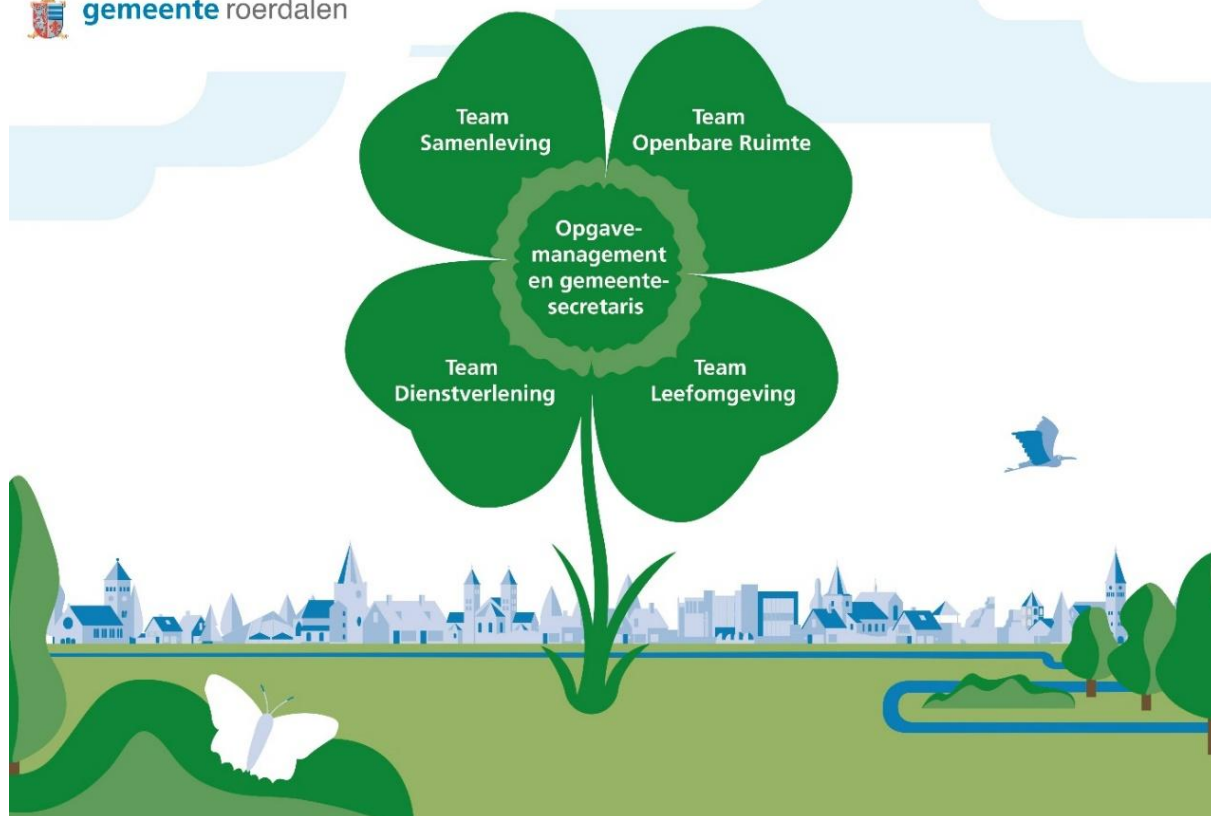 gemeente roerdalen
Team
Samenleving
Team
Openbare Ruimte
Opgave-
management
en gemeente-
secretaris
Team
Dienstverlening
Team
Leefomgeving